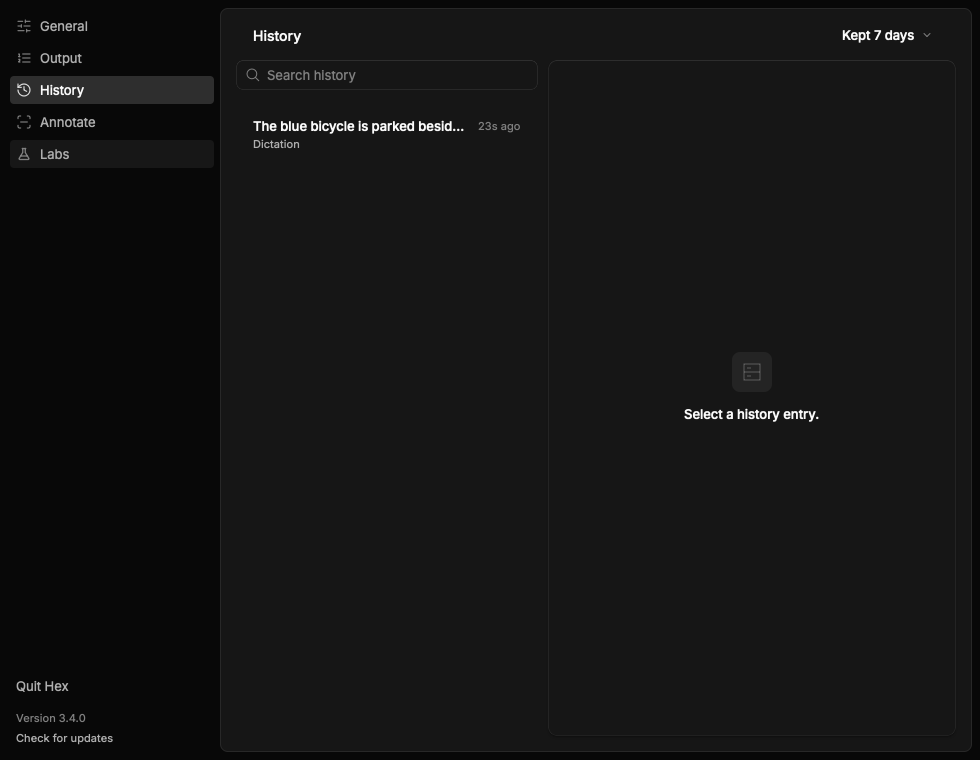 General
Output
History
Annotate
Labs
Quit Hex
Version 3.4.0
Check for updates
History
Kept 7 days
Search history
The blue bicycle is parked besid...
23s ago
Dictation
Select a history entry.